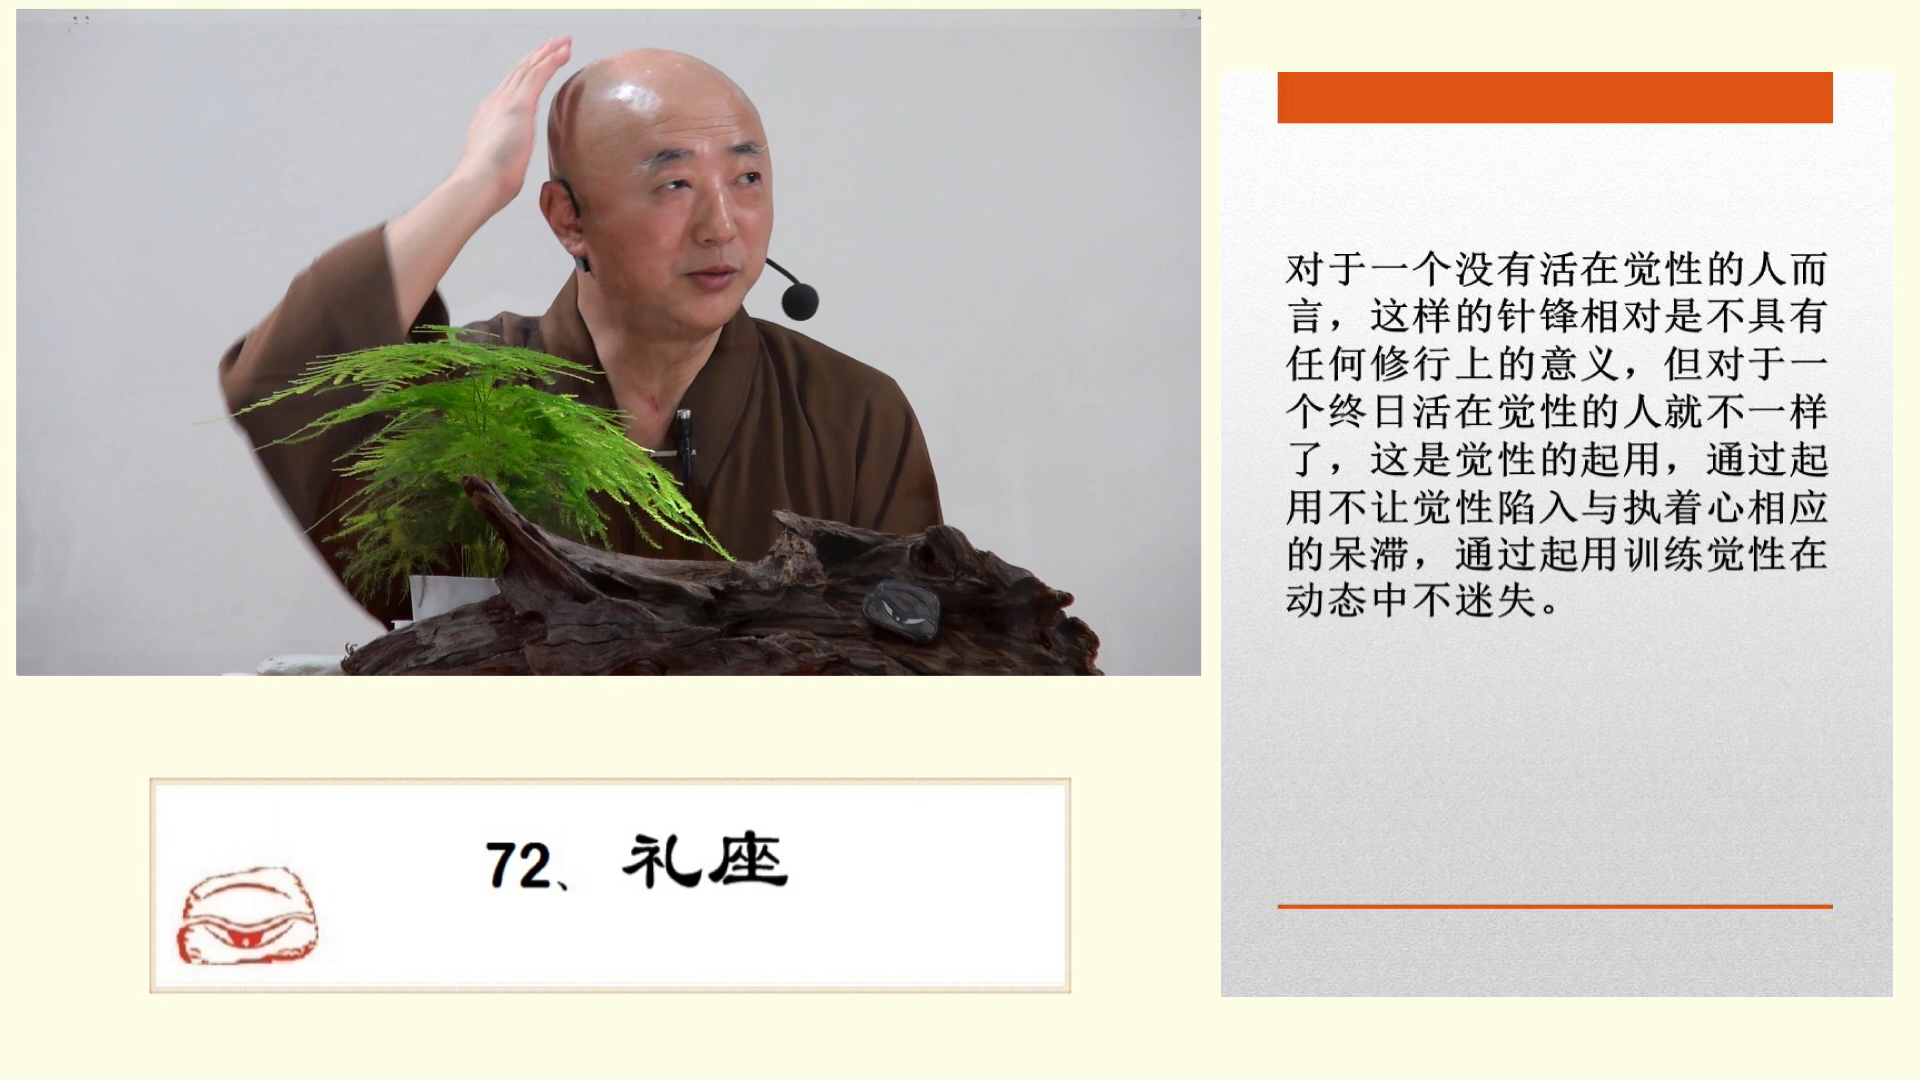 对于一个没有活在觉性的人而
言，这样的针锋相对是不具有
任何修行上的意义，但对于一
个终日活在觉性的人就不一样
了，这是觉性的起用，通过起
用不让觉性陷入与执着心相应
的呆滞，通过起用训练觉性在
动态中不迷失。
72、礼座